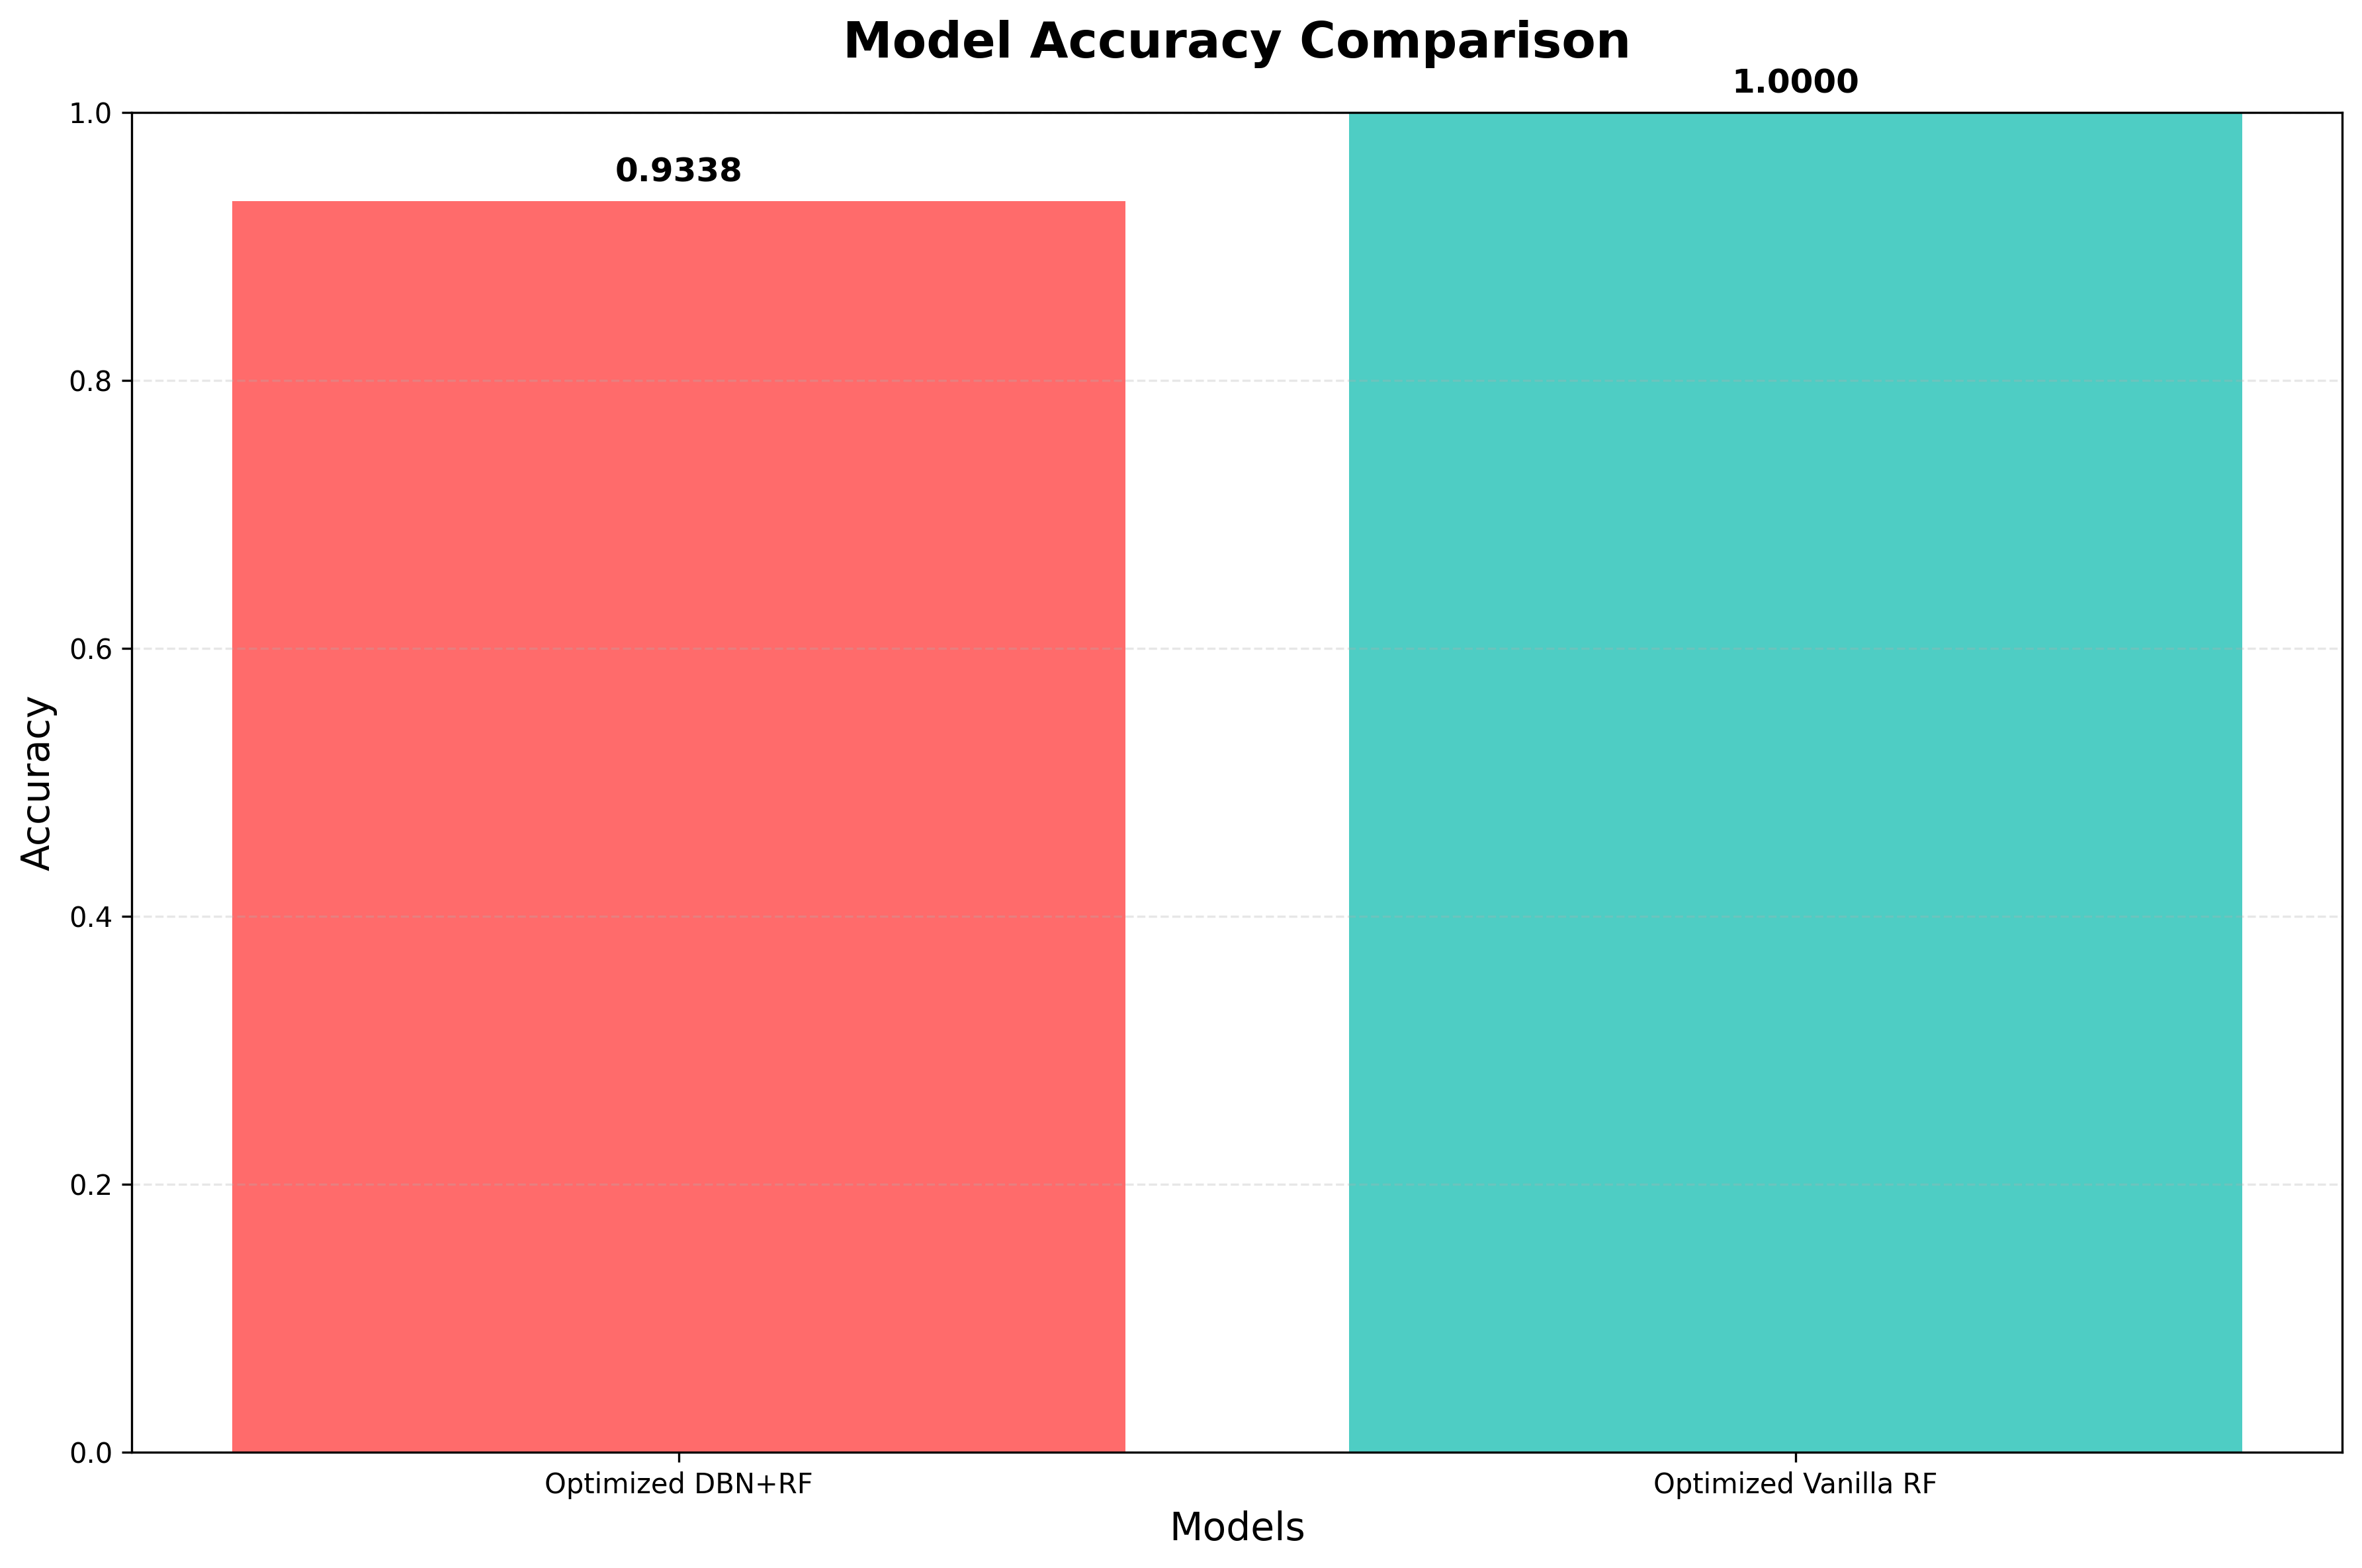 Model Accuracy Comparison
1.0000
0.9338
1.0
0.8
0.6
0.4
0.2
0.0
Accuracy
Optimized DBN+RF
Optimized Vanilla RF
Models